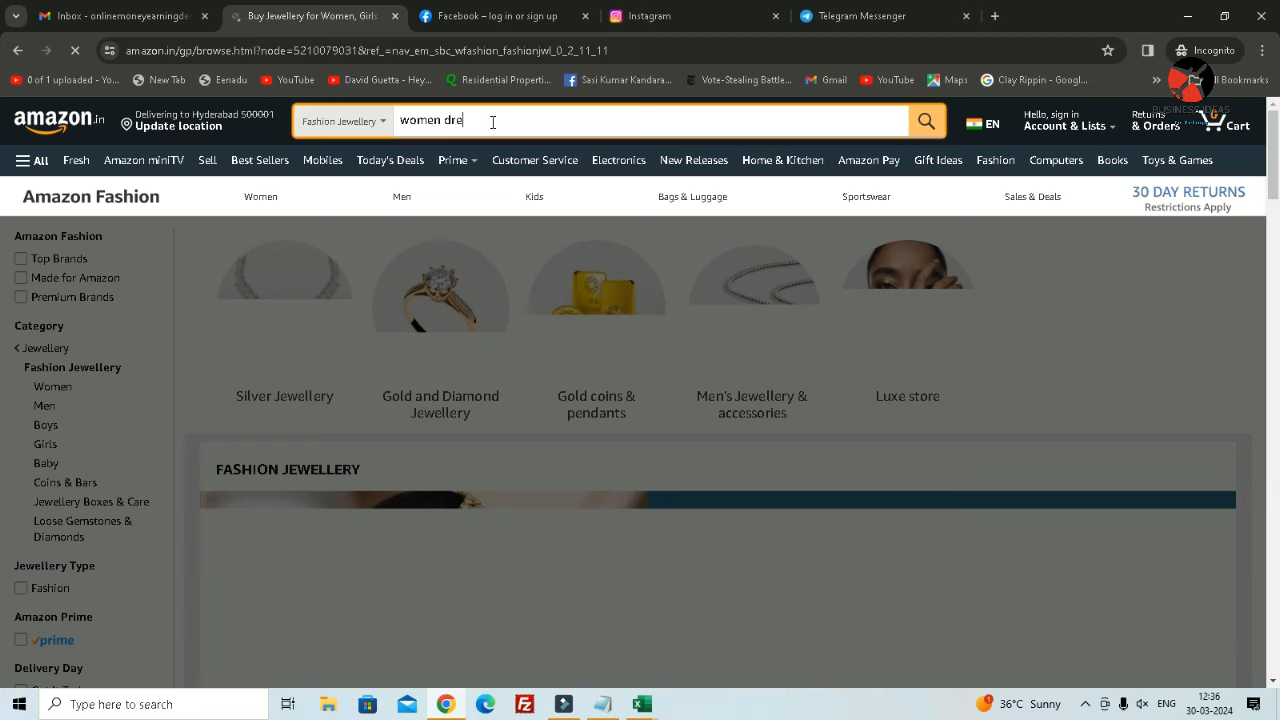 Inbox – onlinemoneyearningde
Buy Jewellery for Women, Girls
Facebook – log in or sign up
Instagram
Telegram Messenger
amazon.in/gp/browse.html?node=5210079031&ref_=nav_em_sbc_wfashion_fashionjwl_0_2_11_11
Incognito
0 of 1 uploaded - Yo...
New Tab
Eenadu
YouTube
David Guetta - Hey...
Residential Properti...
Sasi Kumar Kandara...
Vote-Stealing Battle...
Gmail
YouTube
Maps
Clay Rippin - Googl...
ll Bookmarks
BUSINESS IDEAS
amazon.in
Delivering to Hyderabad 500001
Update location
Fashion Jewellery
women dre
EN
Hello, sign in
Account & Lists
Returns
& Orders
0
Cart
All
Fresh
Amazon miniTV
Sell
Best Sellers
Mobiles
Today's Deals
Prime
Customer Service
Electronics
New Releases
Home & Kitchen
Amazon Pay
Gift Ideas
Fashion
Computers
Books
Toys & Games
Amazon Fashion
Women
Men
Kids
Bags & Luggage
Sportswear
Sales & Deals
30 DAY RETURNS
Restrictions Apply
Amazon Fashion
Top Brands
Made for Amazon
Premium Brands
Category
Jewellery
Fashion Jewellery
Women
Men
Boys
Girls
Baby
Coins & Bars
Jewellery Boxes & Care
Loose Gemstones &
Diamonds
Jewellery Type
Fashion
Amazon Prime
prime
Delivery Day
Silver Jewellery
Gold and Diamond
Jewellery
Gold coins &
pendants
Men's Jewellery &
accessories
Luxe store
FASHION JEWELLERY
Type here to search
1
36°C Sunny
ENG
12:36
30-03-2024